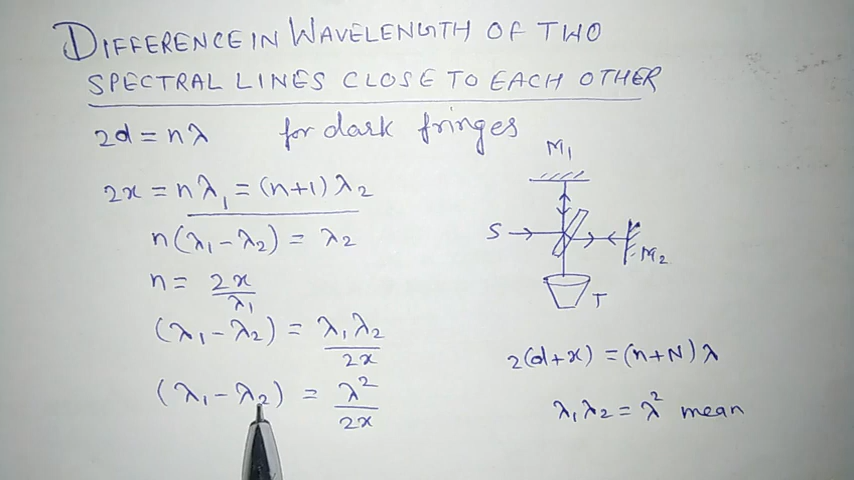 DIFFERENCE IN WAVELENGTH OF TWO
SPECTRAL LINES CLOSE TO EACH OTHER
2d = nλ for dark fringes
2x = nλ₁ = (n+1) λ₂
n(λ₁ - λ₂) = λ₂
n = 2x/λ₁
(λ₁ - λ₂) = λ₁λ₂/2x
(λ₁ - λ₂) = λ²/2x
M₁
S
M₂
T
2(d+x) = (n+N) λ
λ₁λ₂ = λ² mean